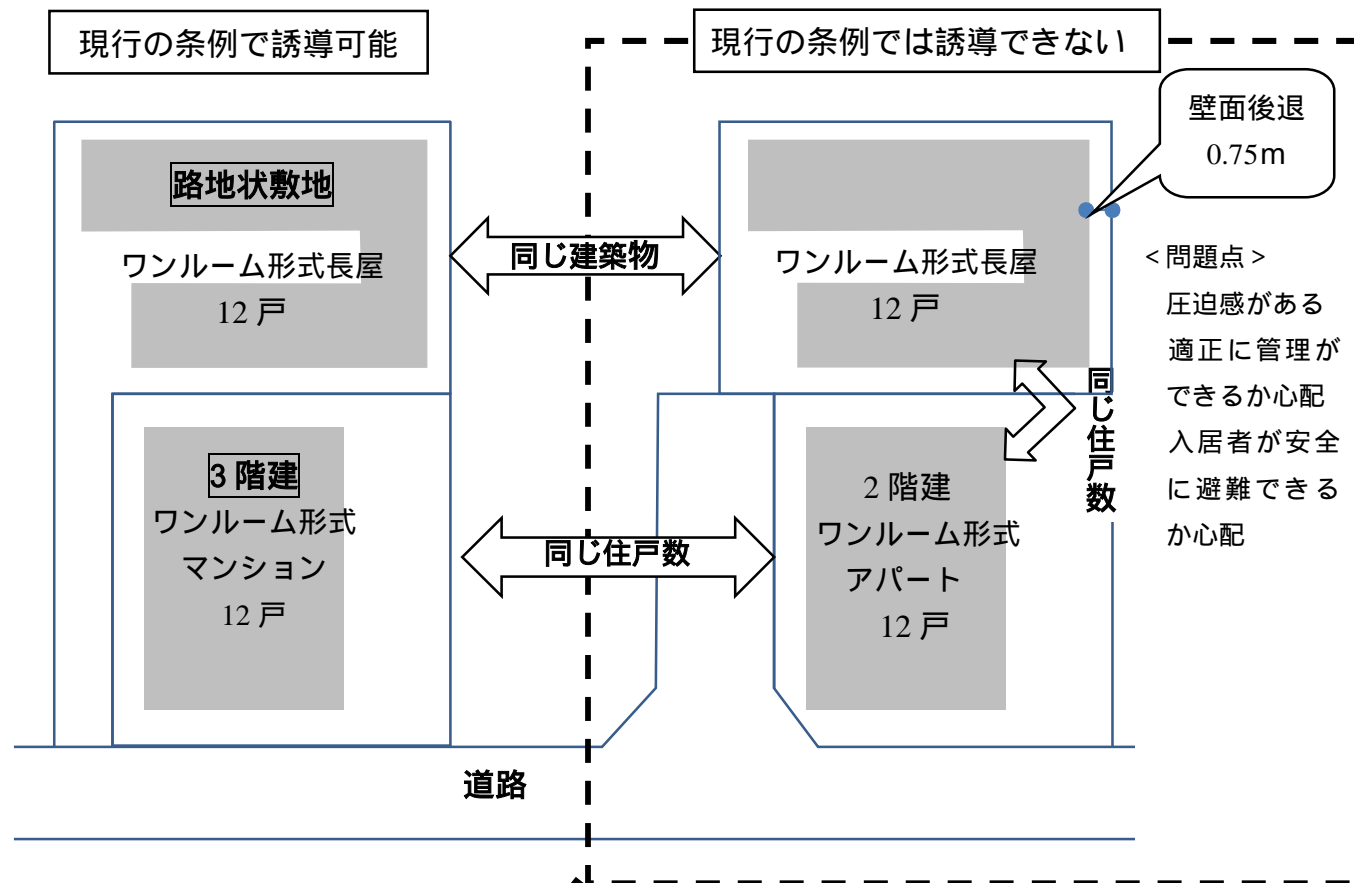 現行の条例で誘導可能
現行の条例では誘導できない
壁面後退
0.75m
路地状敷地
ワンルーム形式長屋
12戸
同じ建築物
ワンルーム形式長屋
12戸
<問題点>
圧迫感がある
適正に管理が
できるか心配
入居者が安全
に避難できる
か心配
同じ住戸数
3階建
ワンルーム形式
マンション
12戸
同じ住戸数
2階建
ワンルーム形式
アパート
12戸
道路